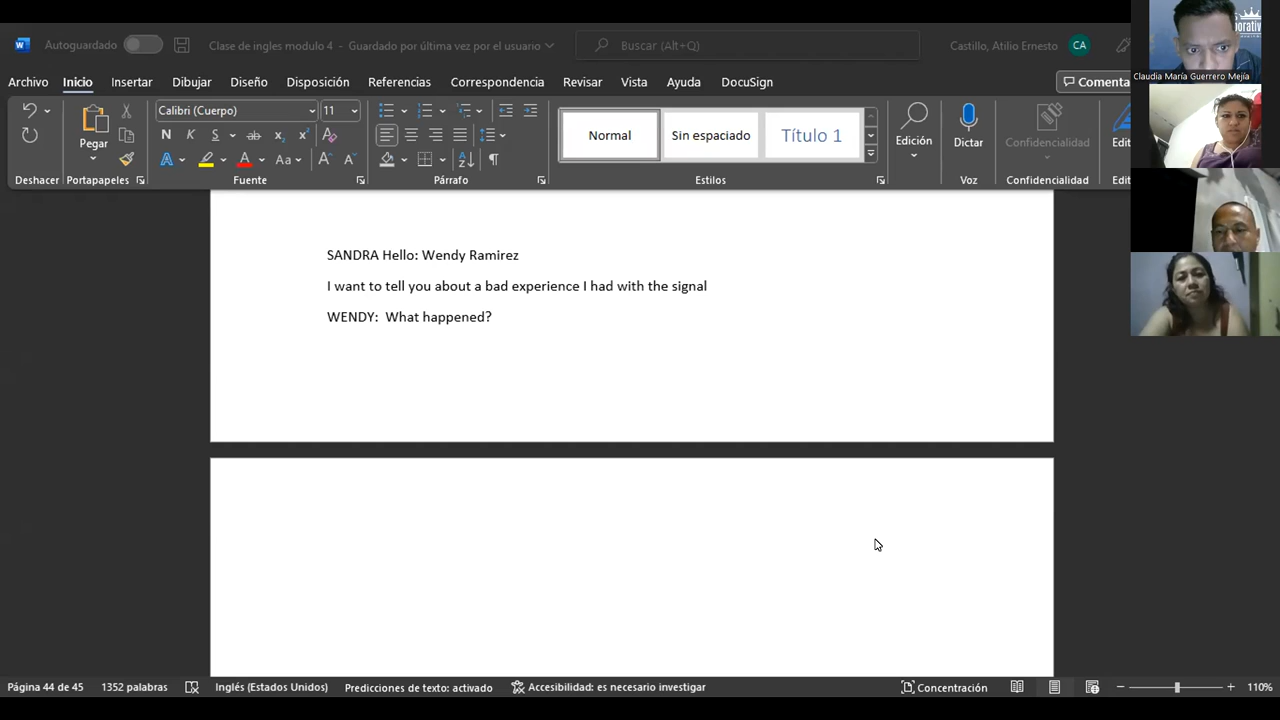 Autoguardado
Clase de ingles modulo 4 - Guardado por última vez por el usuario
Buscar (Alt+Q)
Castillo, Atilio Ernesto
CA
Claudia María Guerrero Mejía
Archivo Inicio Insertar Dibujar Diseño Disposición Referencias Correspondencia Revisar Vista Ayuda DocuSign Comenta
Pegar
Calibri (Cuerpo) 11
Normal
Sin espaciado
Título 1
Edición
Dictar
Confidencialidad
Edit
Deshacer Portapapeles Fuente Párrafo Estilos Voz Confidencialidad Edit
SANDRA Hello: Wendy Ramirez
I want to tell you about a bad experience I had with the signal
WENDY: What happened?
Página 44 de 45 1352 palabras Inglés (Estados Unidos) Predicciones de texto: activado Accesibilidad: es necesario investigar Concentración 110%